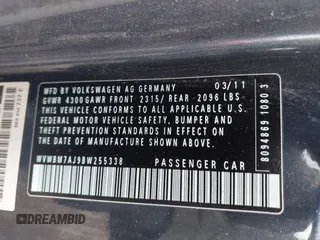 MFD BY VOLKSWAGEN AG GERMANY 03/11
GVWR 4300 GAWR FRONT 2315/ REAR 2096 LBS
THIS VEHICLE CONFORMS TO ALL APPLICABLE U.S.
FEDERAL MOTOR VEHICLE SAFETY, BUMPER AND
THEFT PREVENTION STANDARDS IN EFFECT ON THE
DATE OF MANUFACTURE SHOWN ABOVE.
WVWBM7AJ9BW255338 PASSENGER CAR
8094869 1080 3
WREAMBID